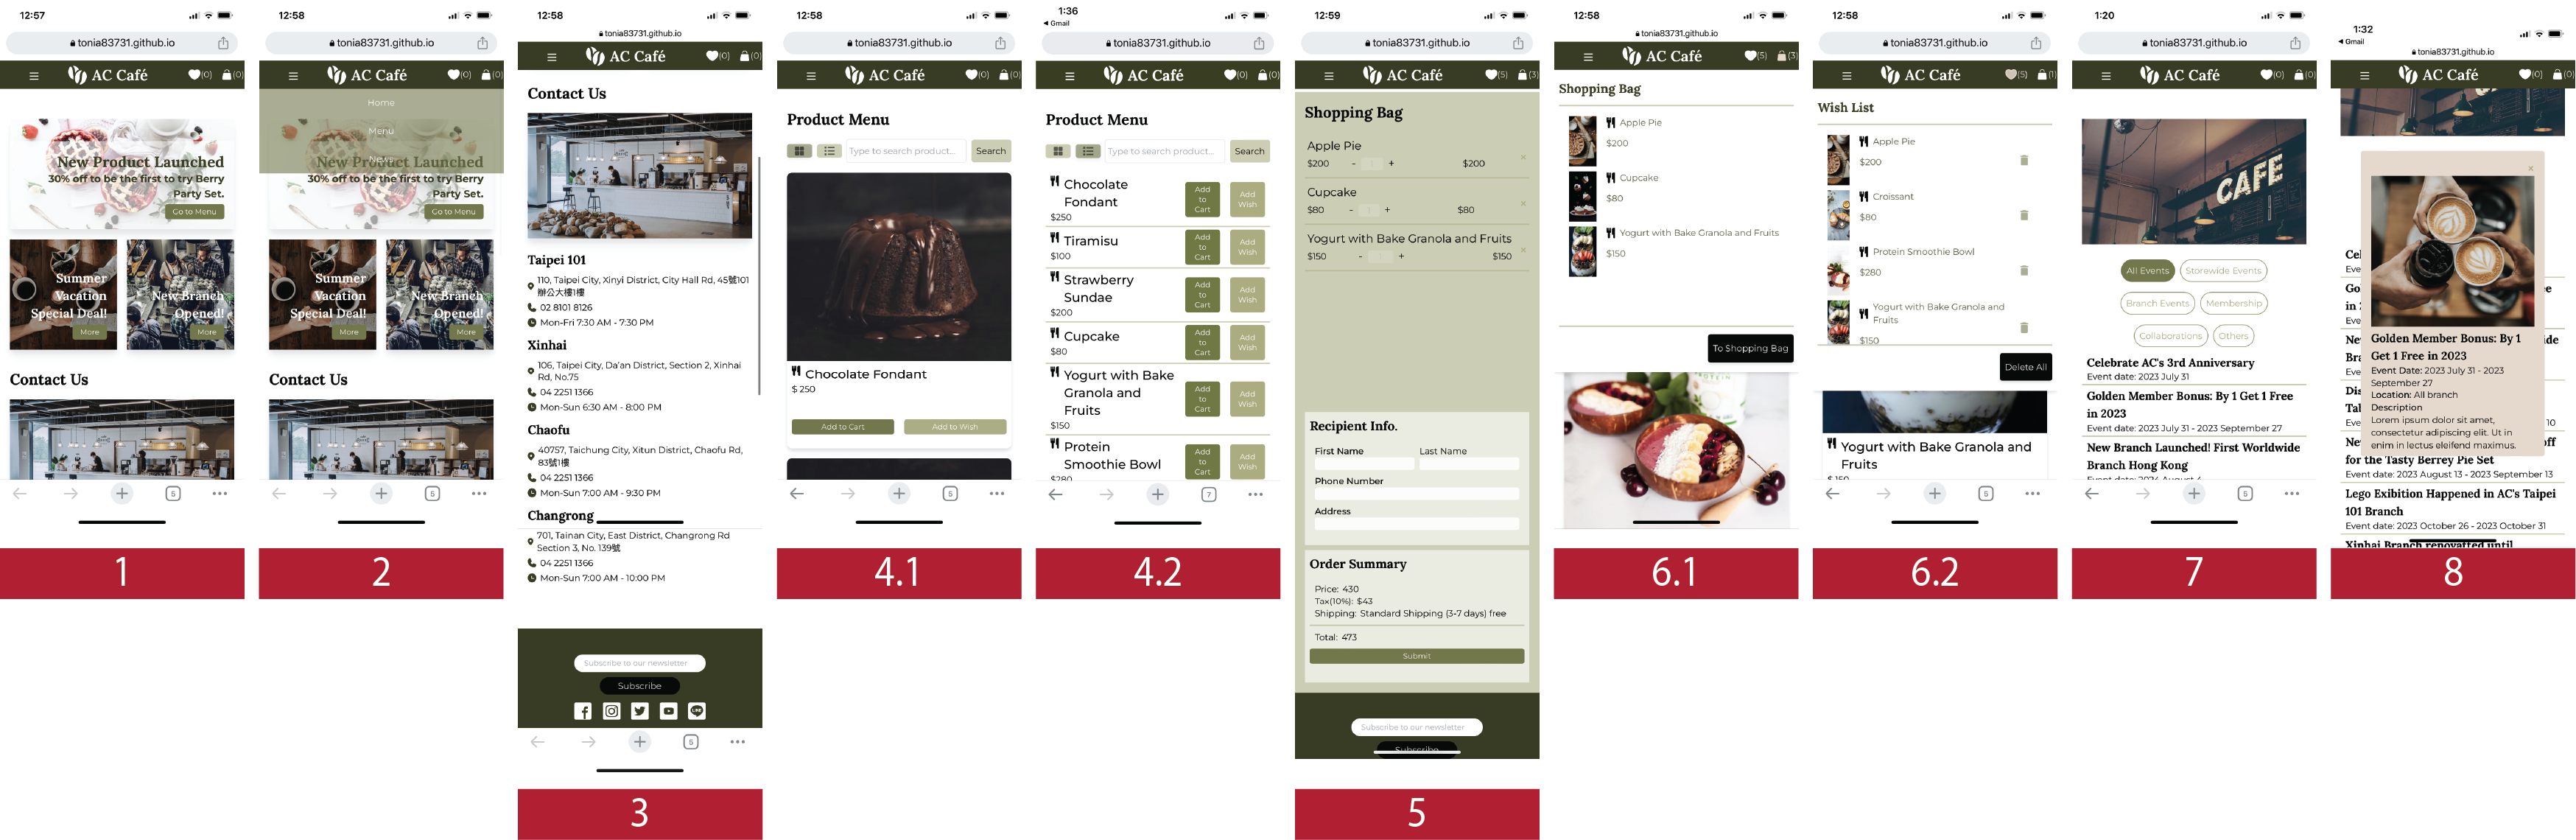 12:57
tonia83731.github.io
AC Café
(0)
(0)
New Product Launched
30% off to be the first to try Berry
Party Set.
Go to Menu
Summer
Vacation
Special Deal!
More
New Branch
Opened!
More
Contact Us
5
1
12:58
tonia83731.github.io
AC Café
(0)
(0)
Home
Menu
News
New Product Launched
30% off to be the first to try Berry
Party Set.
Go to Menu
Summer
Vacation
Special Deal!
More
New Branch
Opened!
More
Contact Us
5
2
12:58
tonia83731.github.io
AC Café
(0)
(0)
Contact Us
Taipei 101
110, Taipei City, Xinyi District, City Hall Rd, 45號101
辦公大樓1樓
02 8101 8126
Mon-Fri 7:30 AM - 7:30 PM
Xinhai
106, Taipei City, Da'an District, Section 2, Xinhai
Rd, No.75
04 2251 1366
Mon-Sun 6:30 AM - 8:00 PM
Chaofu
40757, Taichung City, Xitun District, Chaofu Rd,
83號1樓
04 2251 1366
Mon-Sun 7:00 AM - 9:30 PM
Changrong
701, Tainan City, East District, Changrong Rd
Section 3, No. 139號
04 2251 1366
Mon-Sun 7:00 AM - 10:00 PM
Subscribe to our newsletter
Subscribe
LINE
5
3
12:58
tonia83731.github.io
AC Café
(0)
(0)
Product Menu
Type to search product...
Search
Chocolate Fondant
$ 250
Add to Cart
Add to Wish
5
4.1
1:36
Gmail
tonia83731.github.io
AC Café
(0)
(0)
Product Menu
Type to search product...
Search
Chocolate
Fondant
$250
Add
to
Cart
Add
Wish
Tiramisu
$100
Add
to
Cart
Add
Wish
Strawberry
Sundae
$200
Add
to
Cart
Add
Wish
Cupcake
$80
Add
to
Cart
Add
Wish
Yogurt with Bake
Granola and
Fruits
$150
Add
to
Cart
Add
Wish
Protein
Smoothie Bowl
$280
Add
to
Cart
Add
Wish
7
4.2
12:59
tonia83731.github.io
AC Café
(5)
(3)
Shopping Bag
Apple Pie
$200 - 1 + $200 ×
Cupcake
$80 - 1 + $80 ×
Yogurt with Bake Granola and Fruits
$150 - 1 + $150 ×
Recipient Info.
First Name
Last Name
Phone Number
Address
Order Summary
Price: 430
Tax(10%): $43
Shipping: Standard Shipping (3-7 days) free
Total: 473
Submit
Subscribe to our newsletter
Subscribe
5
12:58
tonia83731.github.io
AC Café
(5)
(3)
Shopping Bag
Apple Pie
$200
Cupcake
$80
Yogurt with Bake Granola and Fruits
$150
To Shopping Bag
6.1
12:58
tonia83731.github.io
AC Café
(5)
(1)
Wish List
Apple Pie
$200
Croissant
$80
Protein Smoothie Bowl
$280
Yogurt with Bake Granola and
Fruits
$150
Delete All
Yogurt with Bake Granola and
Fruits
$ 150
5
6.2
1:20
tonia83731.github.io
AC Café
(0)
(0)
CAFE
All Events
Storewide Events
Branch Events
Membership
Collaborations
Others
Celebrate AC's 3rd Anniversary
Event date: 2023 July 31
Golden Member Bonus: By 1 Get 1 Free
in 2023
Event date: 2023 July 31 - 2023 September 27
New Branch Launched! First Worldwide
Branch Hong Kong
Event date: 2024 August 4
5
7
1:32
Gmail
tonia83731.github.io
AC Café
(0)
(0)
×
Golden Member Bonus: By 1
Get 1 Free in 2023
Event Date: 2023 July 31 - 2023
September 27
Location: All branch
Description
Lorem ipsum dolor sit amet,
consectetur adipiscing elit. Ut in
enim in lectus eleifend maximus.
for the Tasty Berrey Pie Set
Event date: 2023 August 13 - 2023 September 13
Lego Exibition Happened in AC's Taipei
101 Branch
Event date: 2023 October 26 - 2023 October 31
Xinhai Branch renovatted until
8